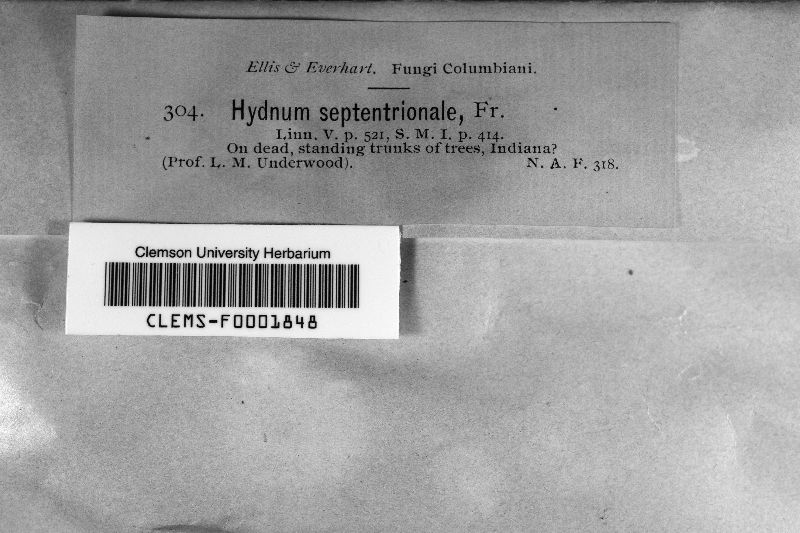 Ellis & Everhart. Fungi Columbiani.
304. Hydnum septentrionale, Fr.
Linn. V. p. 521, S. M. I. p. 414.
On dead, standing trunks of trees, Indiana?
(Prof. L. M. Underwood). N. A. F. 318.
Clemson University Herbarium
CLEMS-F0001848